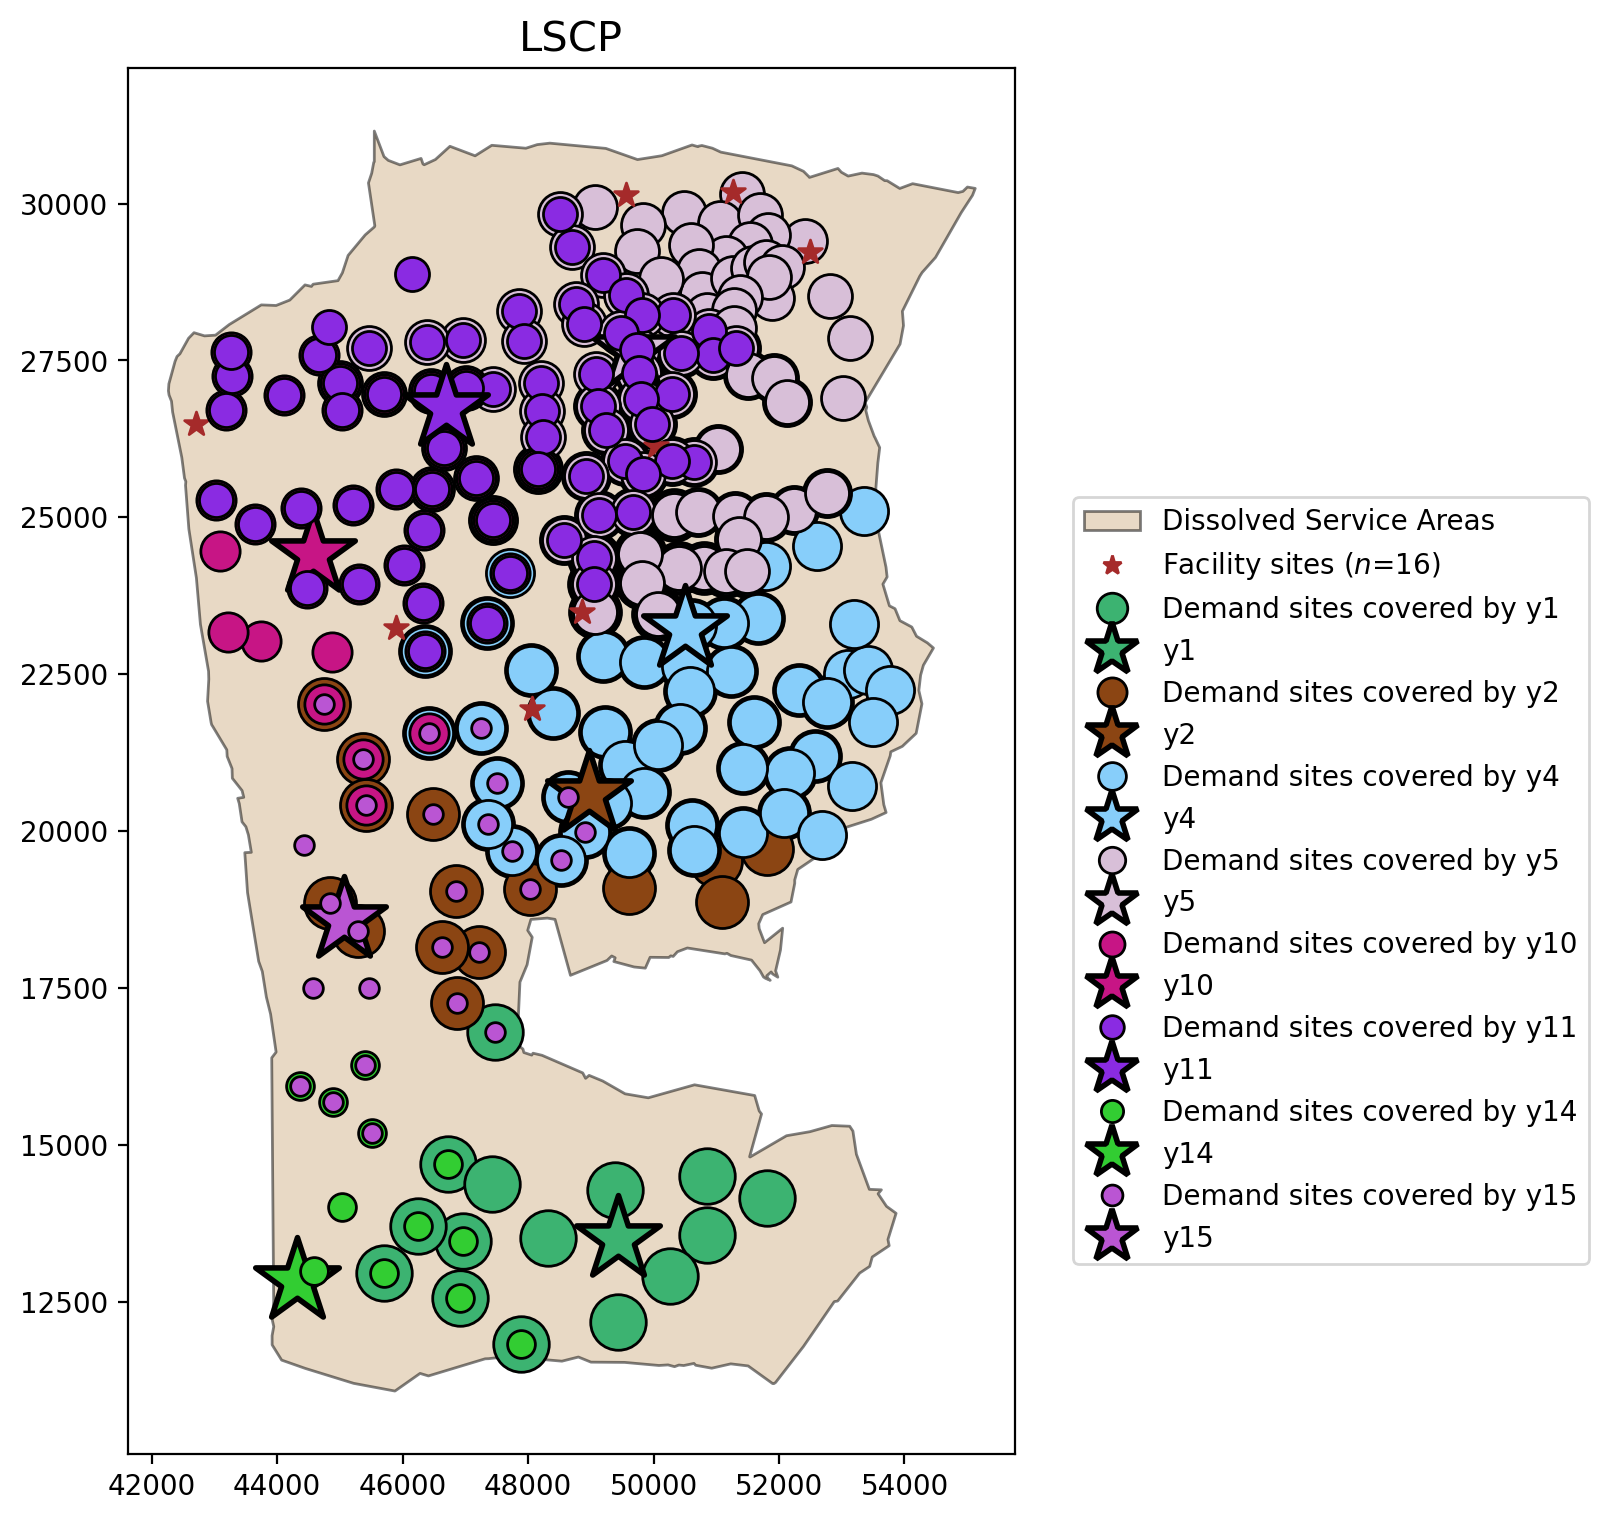 LSCP
30000
27500
25000
22500
20000
17500
15000
12500
42000 44000 46000 48000 50000 52000 54000
Dissolved Service Areas
Facility sites (n=16)
Demand sites covered by y1
y1
Demand sites covered by y2
y2
Demand sites covered by y4
y4
Demand sites covered by y5
y5
Demand sites covered by y10
y10
Demand sites covered by y11
y11
Demand sites covered by y14
y14
Demand sites covered by y15
y15